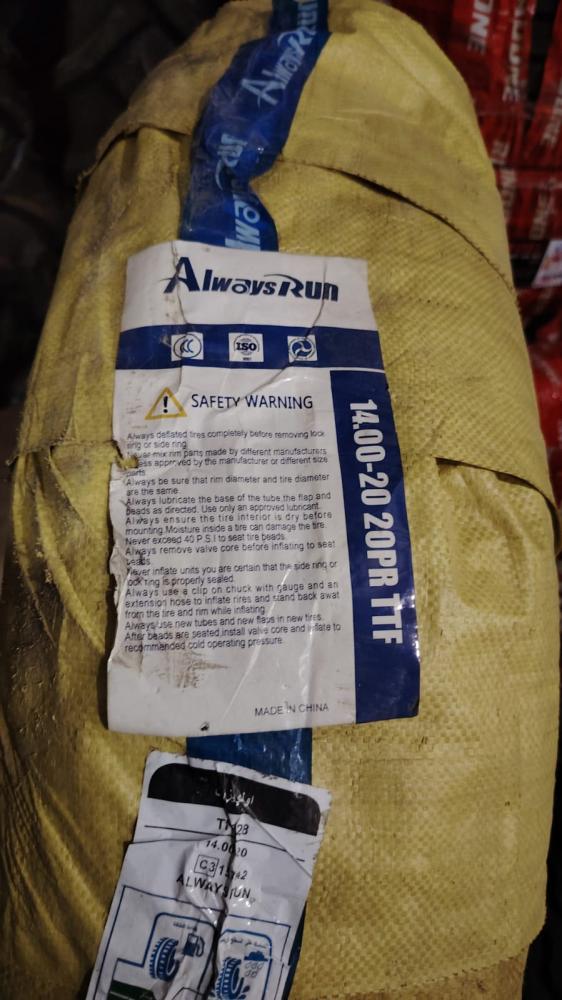 AlwaysRun
AlwaysRun
AlwaysRun
ISO
SAFETY WARNING
Always deflated tires completely before removing lock
ring or side ring.
Never mix rim parts made by different manufacturers
approved by the manufacturer or different size
parts.
Always be sure that rim diameter and tire diameter
are the same.
Always lubricate the base of the tube,the flap and
beads as directed. Use only an approved lubricant.
Always ensure the tire interior is dry before
mounting.Moisture inside a tire can damage the tire.
Never exceed 40 P.S.I to seat tire beads.
Always remove valve core before inflating to seat
beads.
Never inflate units you are certain that the side ring or
lock ring is properly sealed.
Always use a clip on chuck with gauge and an
extension hose to inflate rires and stand back awat
from the tire and rim while inflating.
Always use new tubes and new flaps in new tires.
After beads are seated,install valve core and inflate to
recommended cold operating pressure.
MADE IN CHINA
14.00-20 20PR TTF
C3
ALWAYSRUN